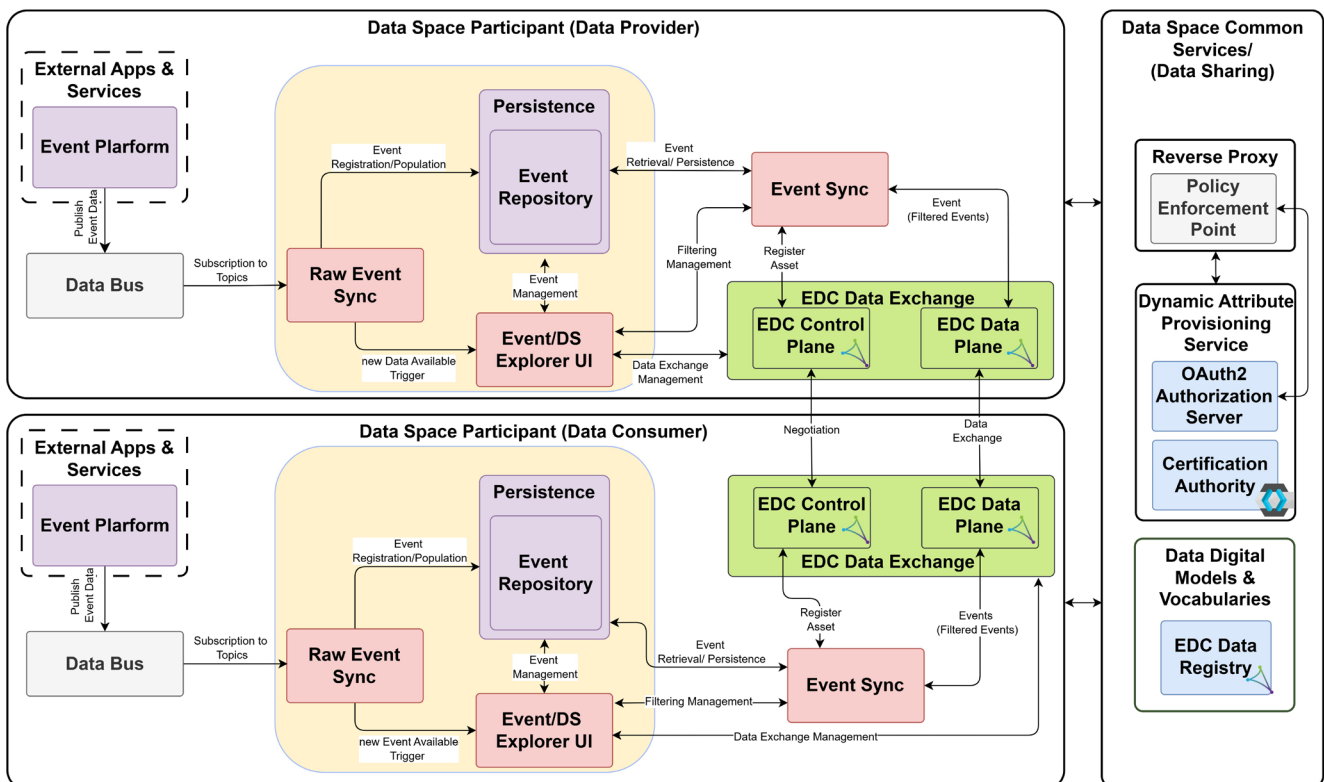 Data Space Participant (Data Provider)
External Apps &
Services
Event Plarform
Publish
Event Data
Data Bus
Subscription to
Topics
Raw Event
Sync
Event
Registration/Population
new Data Available
Trigger
Persistence
Event
Repository
Event
Management
Event/DS
Explorer UI
Event
Retrieval/ Persistence
Event Sync
Filtering
Management
Register
Asset
Event
(Filtered Events)
Data Exchange
Management
EDC Data Exchange
EDC Control
Plane
EDC Data
Plane
Negotiation
Data
Exchange
Data Space Participant (Data Consumer)
External Apps &
Services
Event Plarform
Publish
Event Data
Data Bus
Subscription to
Topics
Raw Event
Sync
Event
Registration/Population
new Event Available
Trigger
Persistence
Event
Repository
Event
Management
Event/DS
Explorer UI
EDC Control
Plane
EDC Data
Plane
EDC Data Exchange
Register
Asset
Events
(Filtered Events)
Event
Retrieval/ Persistence
Event Sync
Filtering Management
Data Exchange Management
Data Space Common
Services/
(Data Sharing)
Reverse Proxy
Policy
Enforcement
Point
Dynamic Attribute
Provisioning
Service
OAuth2
Authorization
Server
Certification
Authority
Data Digital
Models &
Vocabularies
EDC Data
Registry